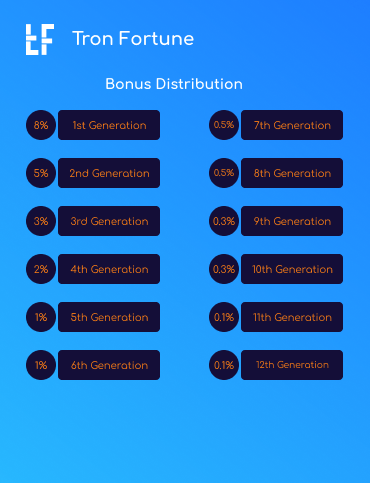 Tron Fortune
Bonus Distribution
8% 1st Generation
5% 2nd Generation
3% 3rd Generation
2% 4th Generation
1% 5th Generation
1% 6th Generation
0.5% 7th Generation
0.5% 8th Generation
0.3% 9th Generation
0.3% 10th Generation
0.1% 11th Generation
0.1% 12th Generation